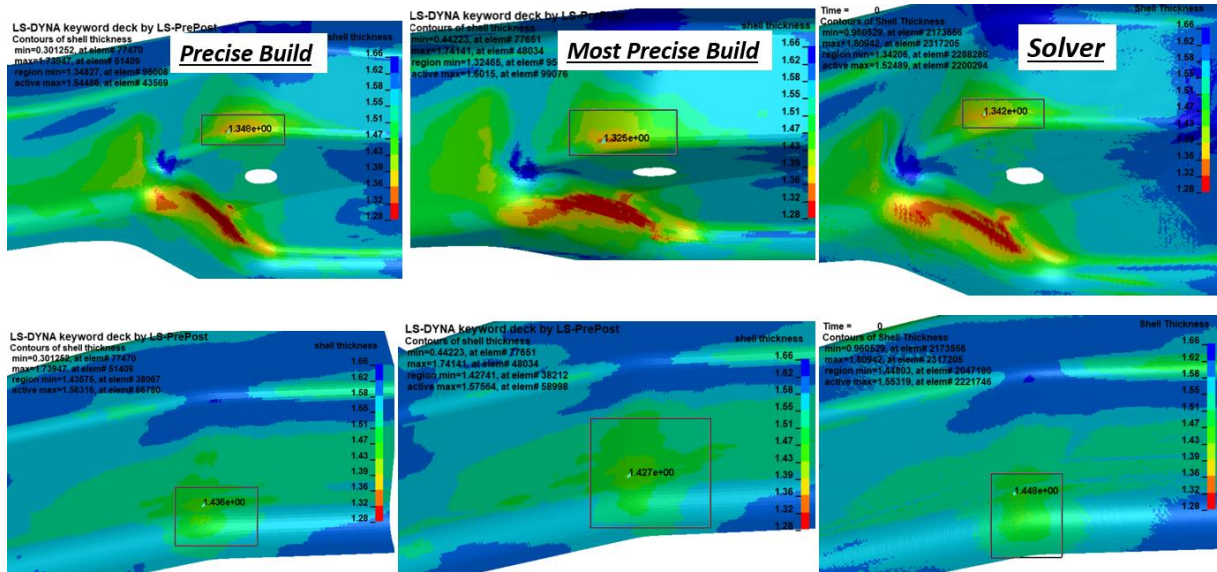 LS-DYNA keyword deck by LS-PrePost
Contours of shell thickness
min=0.301252, at elem# 77470
max=1.73947, at elem# 51409
region min=1.34827, at elem# 96008
active max=1.54486, at elem# 43569
Precise Build
shell thickness
1.66
1.62
1.58
1.55
1.51
1.47
1.43
1.39
1.36
1.32
1.28
1.348e+00
LS-DYNA keyword deck by LS-PrePost
Contours of shell thickness
min=0.44223, at elem# 77651
max=1.74141, at elem# 48034
region min=1.32465, at elem# 95
active max=1.6015, at elem# 99076
Most Precise Build
shell thickness
1.66
1.62
1.58
1.55
1.51
1.47
1.43
1.39
1.36
1.32
1.28
1.325e+00
Time = 0
Contours of Shell Thickness
min=0.960529, at elem# 2173556
max=1.80942, at elem# 2317205
region min=1.34206, at elem# 2288286
active max=1.52489, at elem# 2200294
Solver
Shell Thickness
1.66
1.62
1.58
1.55
1.51
1.47
1.43
1.39
1.36
1.32
1.28
1.342e+00
LS-DYNA keyword deck by LS-PrePost
Contours of shell thickness
min=0.301252, at elem# 77470
max=1.73947, at elem# 51409
region min=1.43575, at elem# 38067
active max=1.56316, at elem# 86780
shell thickness
1.66
1.62
1.58
1.55
1.51
1.47
1.43
1.39
1.36
1.32
1.28
1.436e+00
LS-DYNA keyword deck by LS-PrePost
Contours of shell thickness
min=0.44223, at elem# 77651
max=1.74141, at elem# 48034
region min=1.42741, at elem# 38212
active max=1.57564, at elem# 58998
shell thickness
1.66
1.62
1.58
1.55
1.51
1.47
1.43
1.39
1.36
1.32
1.28
1.427e+00
Time = 0
Contours of Shell Thickness
min=0.960529, at elem# 2173556
max=1.80942, at elem# 2317205
region min=1.44803, at elem# 2047180
active max=1.55319, at elem# 2221746
Shell Thickness
1.66
1.62
1.58
1.55
1.51
1.47
1.43
1.39
1.36
1.32
1.28
1.448e+00